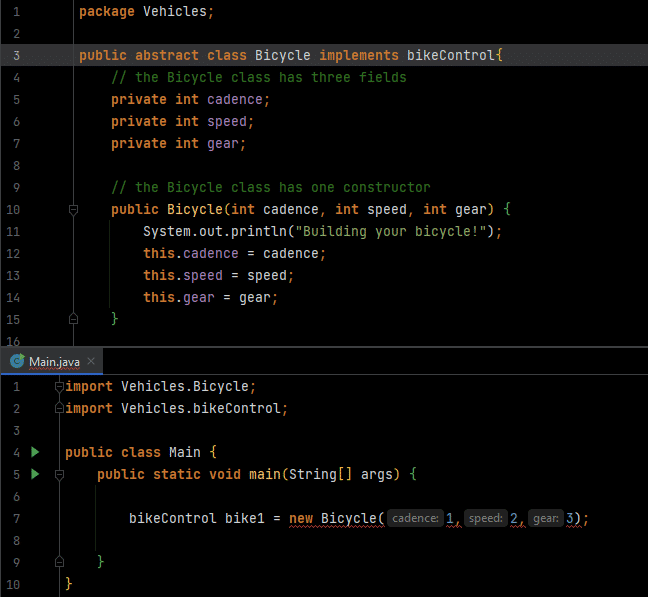 1 package Vehicles;
2
3 public abstract class Bicycle implements bikeControl{
4 // the Bicycle class has three fields
5 private int cadence;
6 private int speed;
7 private int gear;
8
9 // the Bicycle class has one constructor
10 public Bicycle(int cadence, int speed, int gear) {
11 System.out.println("Building your bicycle!");
12 this.cadence = cadence;
13 this.speed = speed;
14 this.gear = gear;
15 }
16
Main.java
1 import Vehicles.Bicycle;
2 import Vehicles.bikeControl;
3
4 public class Main {
5 public static void main(String[] args) {
6
7 bikeControl bike1 = new Bicycle( cadence: 1, speed: 2, gear: 3);
8
9 }
10 }